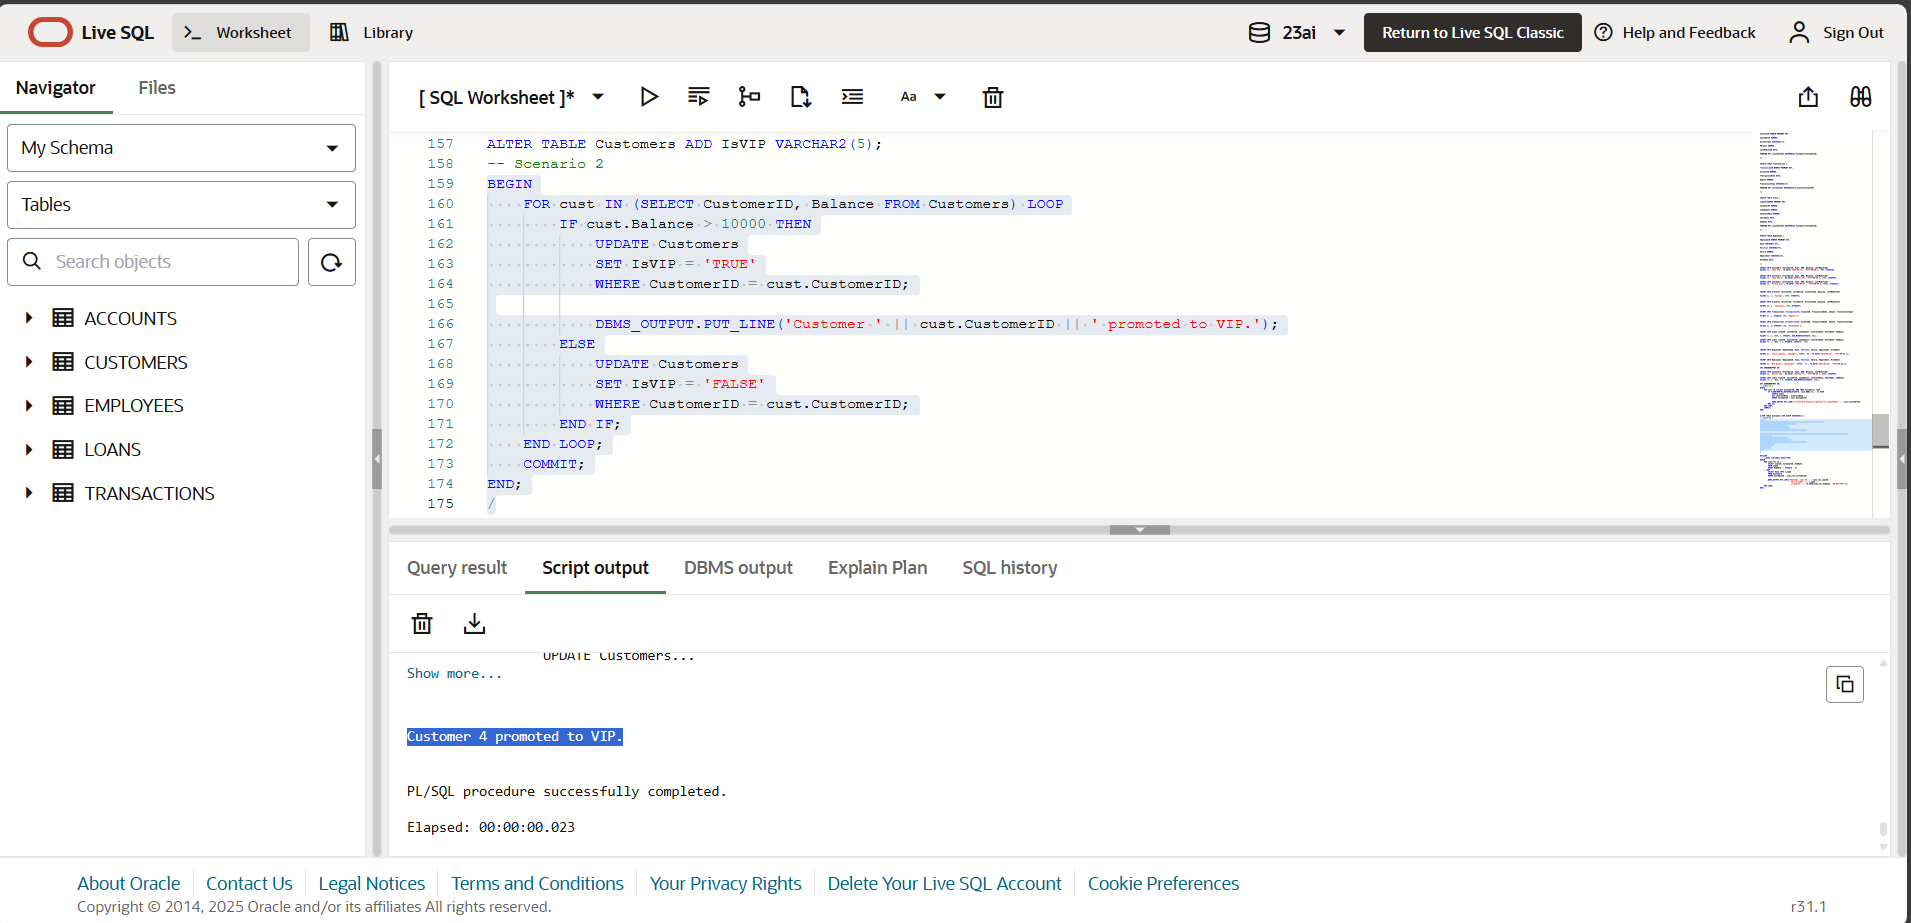 Live SQL
Worksheet
Library
23ai
Return to Live SQL Classic
Help and Feedback
Sign Out
Navigator
Files
My Schema
Tables
Search objects
ACCOUNTS
CUSTOMERS
EMPLOYEES
LOANS
TRANSACTIONS
[ SQL Worksheet ]*
Aa
157 ALTER TABLE Customers ADD IsVIP VARCHAR2(5);
158 -- Scenario 2
159 BEGIN
160     FOR cust IN (SELECT CustomerID, Balance FROM Customers) LOOP
161         IF cust.Balance > 10000 THEN
162             UPDATE Customers
163             SET IsVIP = 'TRUE'
164             WHERE CustomerID = cust.CustomerID;
165
166             DBMS_OUTPUT.PUT_LINE('Customer ' || cust.CustomerID || ' promoted to VIP.');
167         ELSE
168             UPDATE Customers
169             SET IsVIP = 'FALSE'
170             WHERE CustomerID = cust.CustomerID;
171         END IF;
172     END LOOP;
173     COMMIT;
174 END;
175 /
Query result
Script output
DBMS output
Explain Plan
SQL history
UPDATE Customers...
Show more...
Customer 4 promoted to VIP.
PL/SQL procedure successfully completed.
Elapsed: 00:00:00.023
About Oracle
Contact Us
Legal Notices
Terms and Conditions
Your Privacy Rights
Delete Your Live SQL Account
Cookie Preferences
Copyright © 2014, 2025 Oracle and/or its affiliates All rights reserved.
r31.1